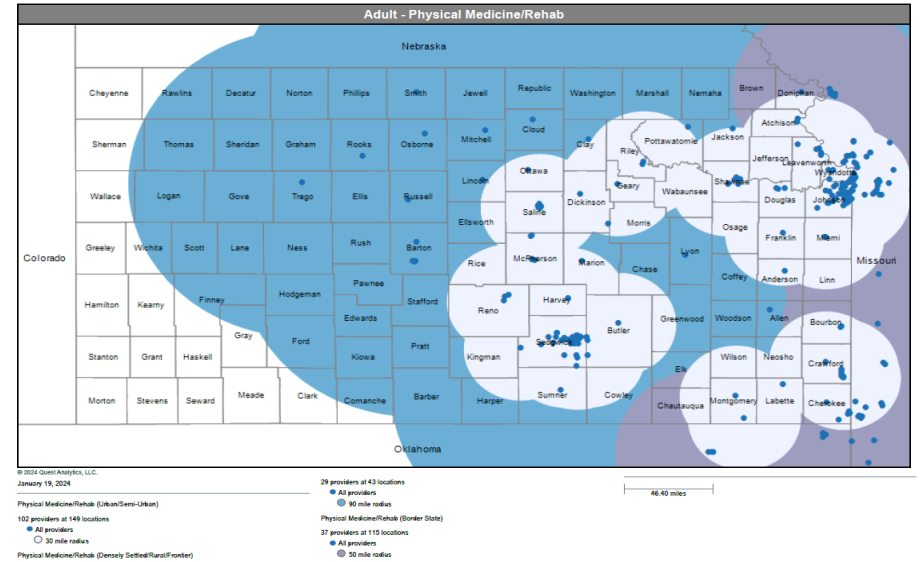 Adult - Physical Medicine/Rehab
Nebraska
Cheyenne Rawlins Decatur Norton Phillips Smith Jewell Republic Washington Marshall Nemaha Brown Doniphan
Atchison
Sherman Thomas Sheridan Graham Rooks Osborne Mitchell Cloud Clay Riley Pottawatomie Jackson
Jefferson Leavenworth
Wyandotte
Wallace Logan Gove Trego Ellis Russell Lincoln Ottawa Geary Wabaunsee Shawnee
Saline Dickinson Douglas Johnson
Ellsworth Morris Osage
Colorado Greeley Wichita Scott Lane Ness Rush Barton McPherson Marion Chase Lyon Franklin Miami Missouri
Rice
Coffey Anderson Linn
Hamilton Kearny Finney Hodgeman Pawnee Stafford Reno Harvey
Gray Ford Edwards Sedgwick Butler Greenwood Woodson Allen Bourbon
Stanton Grant Haskell Kiowa Pratt Kingman Elk Wilson Neosho Crawford
Morton Stevens Seward Meade Clark Comanche Barber Harper Sumner Cowley Chautauqua Montgomery Labette Cherokee
Oklahoma
© 2024 Quest Analytics, LLC.
January 19, 2024
Physical Medicine/Rehab (Urban/Semi-Urban)
102 providers at 149 locations
All providers
30 mile radius
Physical Medicine/Rehab (Densely Settled/Rural/Frontier)
29 providers at 43 locations
All providers
90 mile radius
Physical Medicine/Rehab (Border State)
37 providers at 115 locations
All providers
50 mile radius
46.40 miles